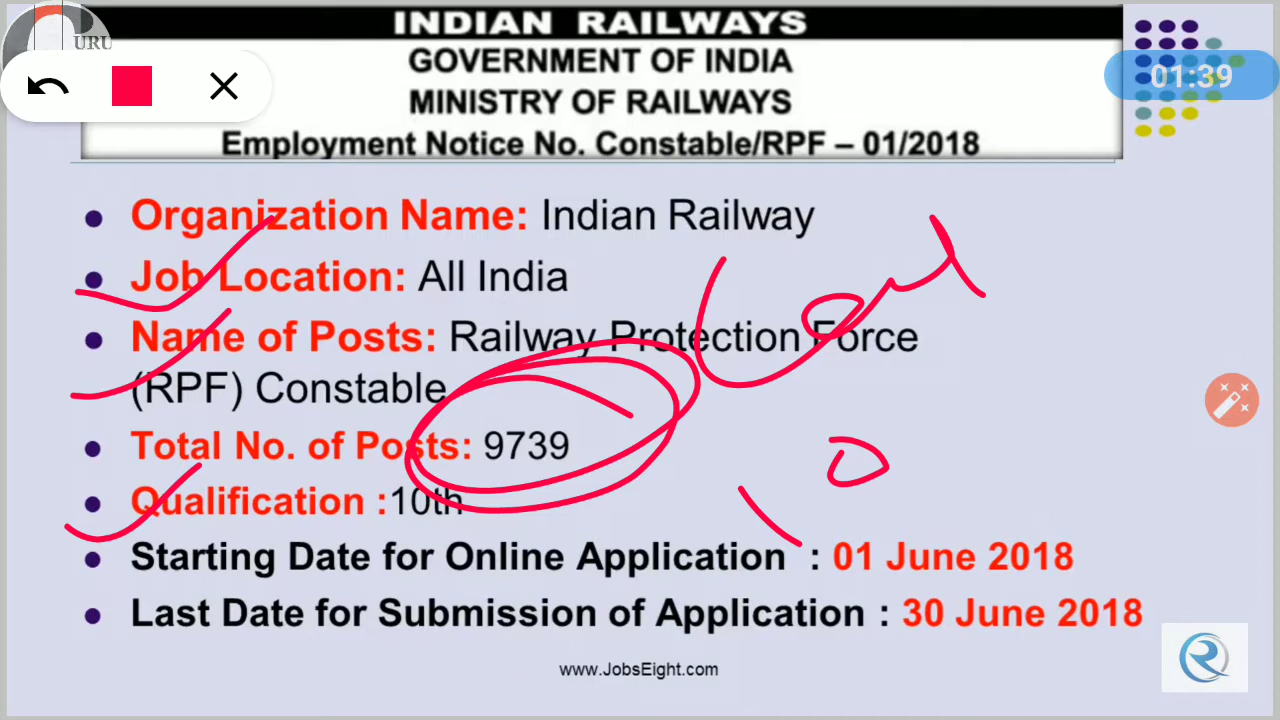 INDIAN RAILWAYS
URU
GOVERNMENT OF INDIA
01:39
MINISTRY OF RAILWAYS
Employment Notice No. Constable/RPF – 01/2018
Organization Name: Indian Railway
Job Location: All India
Name of Posts: Railway Protection Force
(RPF) Constable
Total No. of Posts: 9739
Qualification :10th
Starting Date for Online Application : 01 June 2018
Last Date for Submission of Application : 30 June 2018
www.JobsEight.com